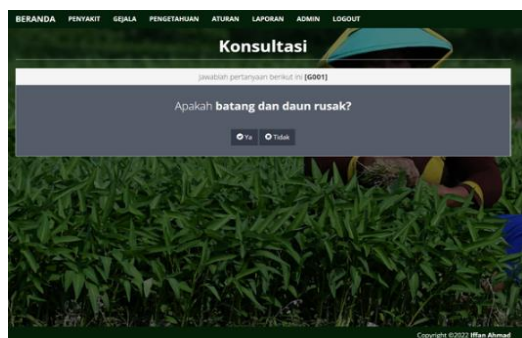 BERANDA PENYAKIT GEJALA PENGETAHUAN ATURAN LAPORAN ADMIN LOGOUT
Konsultasi
Jawablah pertanyaan berikut ini [G001]
Apakah batang dan daun rusak?
Ya Tidak
Copyright ©2022 Iffan Ahmad